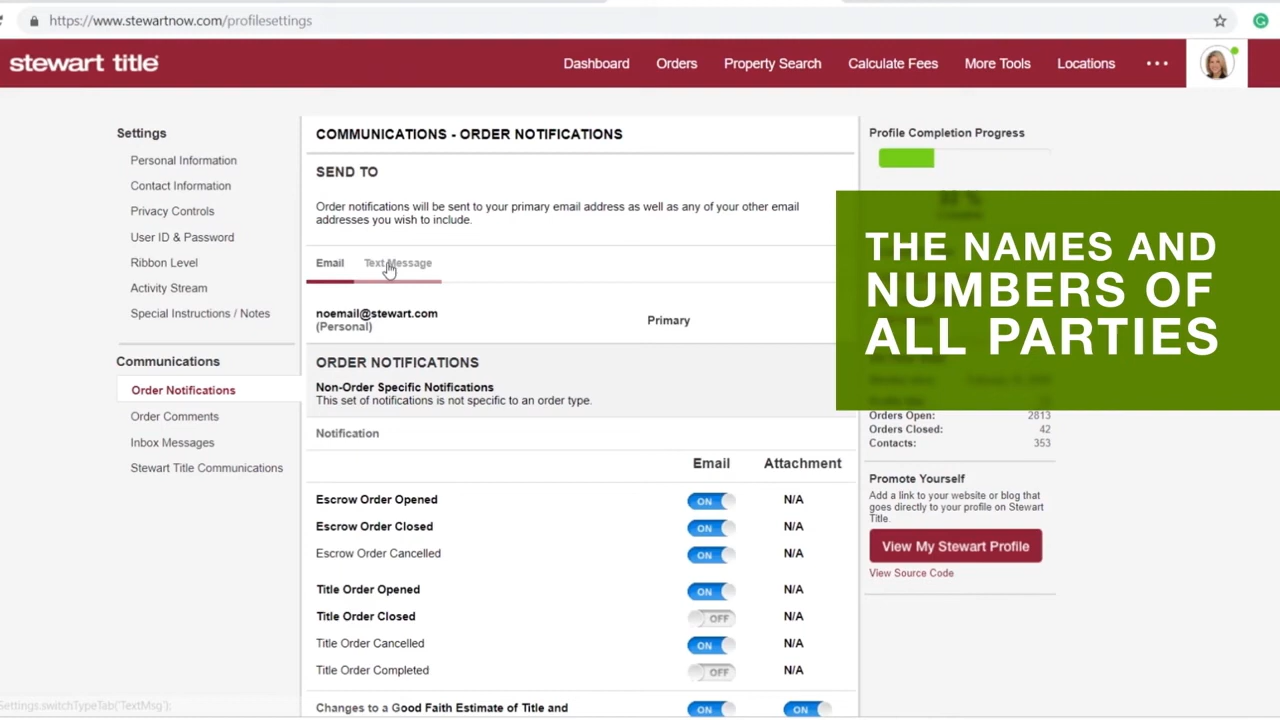 https://www.stewartnow.com/profilesettings
stewart title
Dashboard
Orders
Property Search
Calculate Fees
More Tools
Locations
Settings
Personal Information
Contact Information
Privacy Controls
User ID & Password
Ribbon Level
Activity Stream
Special Instructions / Notes
Communications
Order Notifications
Order Comments
Inbox Messages
Stewart Title Communications
COMMUNICATIONS - ORDER NOTIFICATIONS
SEND TO
Order notifications will be sent to your primary email address as well as any of your other email
addresses you wish to include.
Email
Text Message
noemail@stewart.com
(Personal)
Primary
ORDER NOTIFICATIONS
Non-Order Specific Notifications
This set of notifications is not specific to an order type.
Notification
Email Attachment
Escrow Order Opened ON N/A
Escrow Order Closed ON N/A
Escrow Order Cancelled ON N/A
Title Order Opened ON N/A
Title Order Closed OFF N/A
Title Order Cancelled ON N/A
Title Order Completed OFF N/A
Changes to a Good Faith Estimate of Title and ON ON
Profile Completion Progress
THE NAMES AND
NUMBERS OF
ALL PARTIES
Orders Open: 2813
Orders Closed: 42
Contacts: 353
Promote Yourself
Add a link to your website or blog that
goes directly to your profile on Stewart
Title.
View My Stewart Profile
View Source Code
Settings.switchTypeTab('TextMsg');